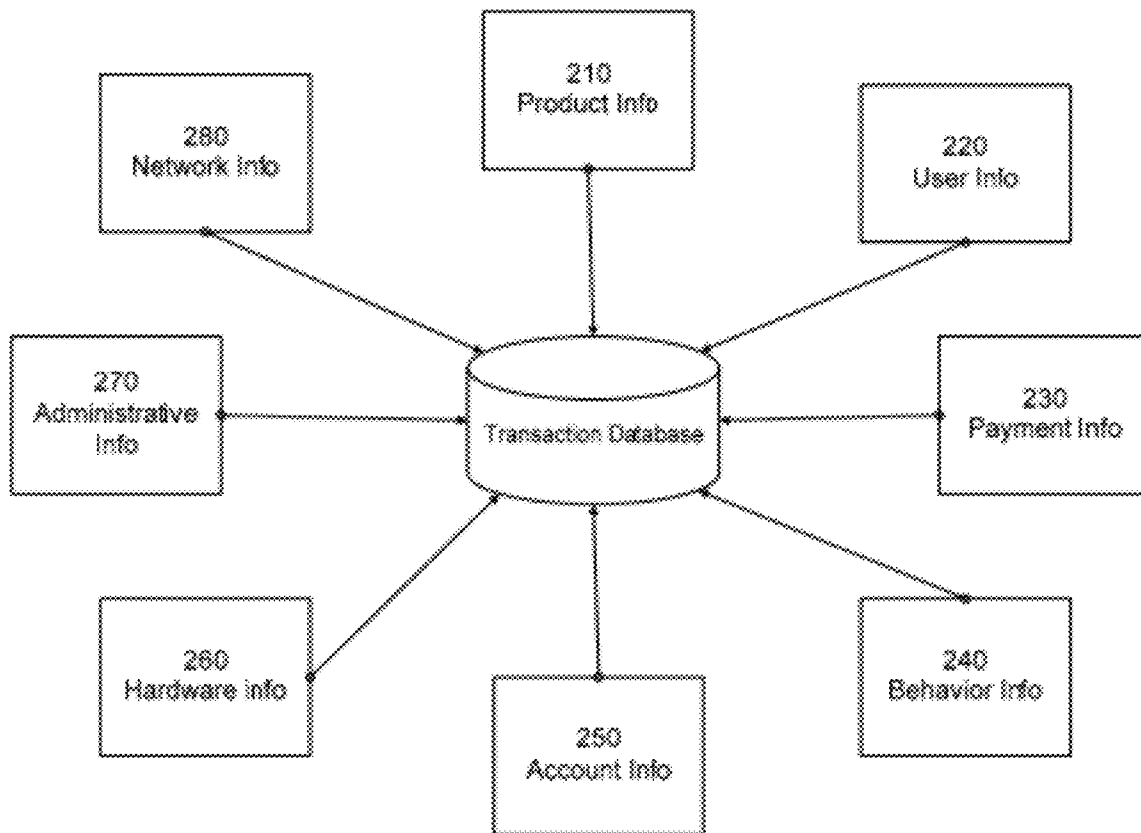 210
Product Info
220
User Info
230
Payment Info
240
Behavior Info
250
Account Info
260
Hardware info
270
Administrative
Info
280
Network Info
Transaction Database